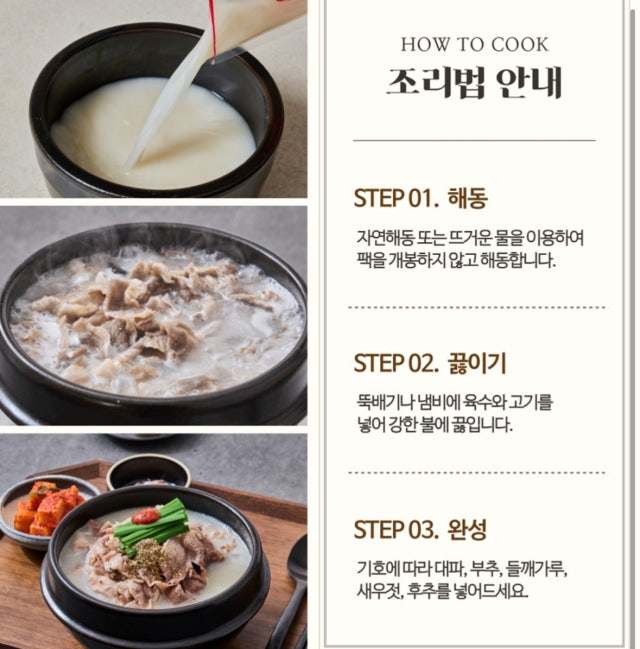 HOW TO COOK
조리법 안내
STEP 01. 해동
자연해동 또는 뜨거운 물을 이용하여
팩을 개봉하지 않고 해동합니다.
STEP 02. 끓이기
뚝배기나 냄비에 육수와 고기를
넣어 강한 불에 끓입니다.
STEP 03. 완성
기호에 따라 대파, 부추, 들깨가루,
새우젓, 후추를 넣어드세요.